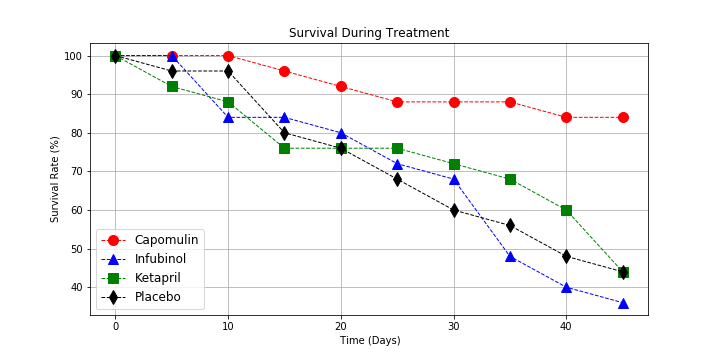 Survival During Treatment
Survival Rate (%)
100
90
80
70
60
50
40
Capomulin
Infubinol
Ketapril
Placebo
0
10
20
30
40
Time (Days)